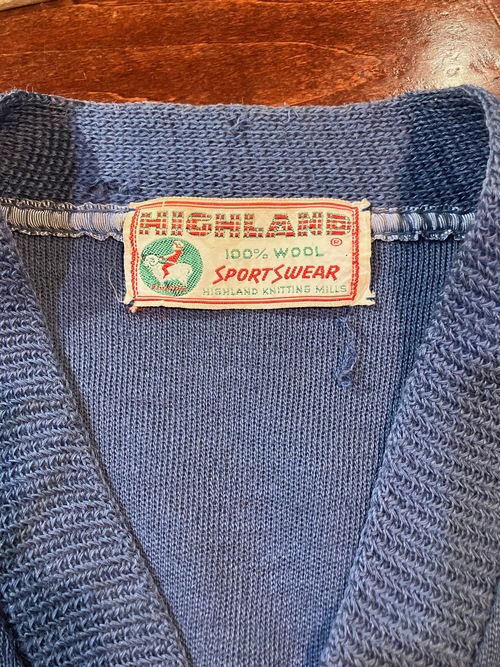 HIGHLAND
®
100% WOOL
SPORTSWEAR
HIGHLAND KNITTING MILLS